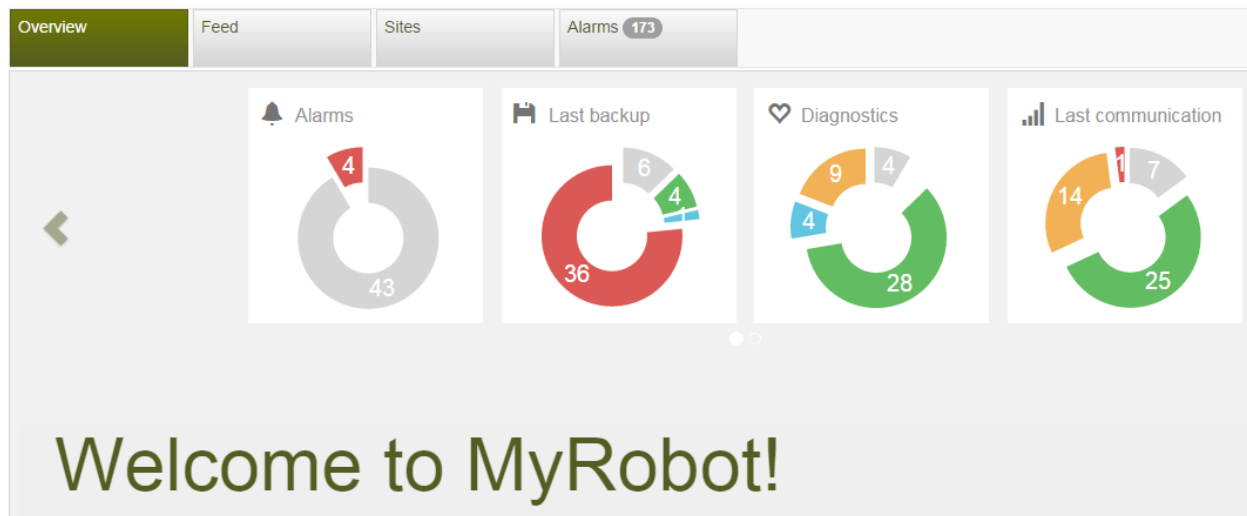 Overview
Feed
Sites
Alarms 173
Alarms
4
43
Last backup
6
4
1
36
Diagnostics
4
9
4
28
Last communication
1
7
14
25
Welcome to MyRobot!